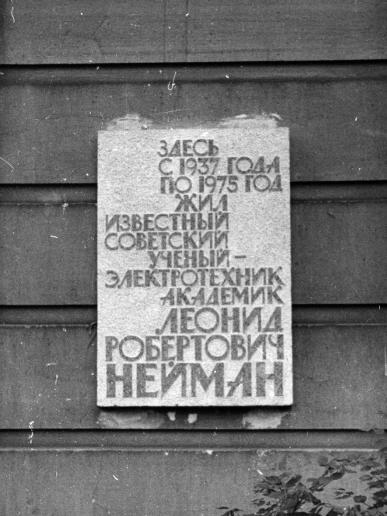 ЗДЕСЬ
С 1937 ГОДА
ПО 1975 ГОД
ЖИЛ
ИЗВЕСТНЫЙ
СОВЕТСКИЙ
УЧЕНЫЙ –
ЭЛЕКТРОТЕХНИК
АКАДЕМИК
ЛЕОНИД
РОБЕРТОВИЧ
НЕЙМАН